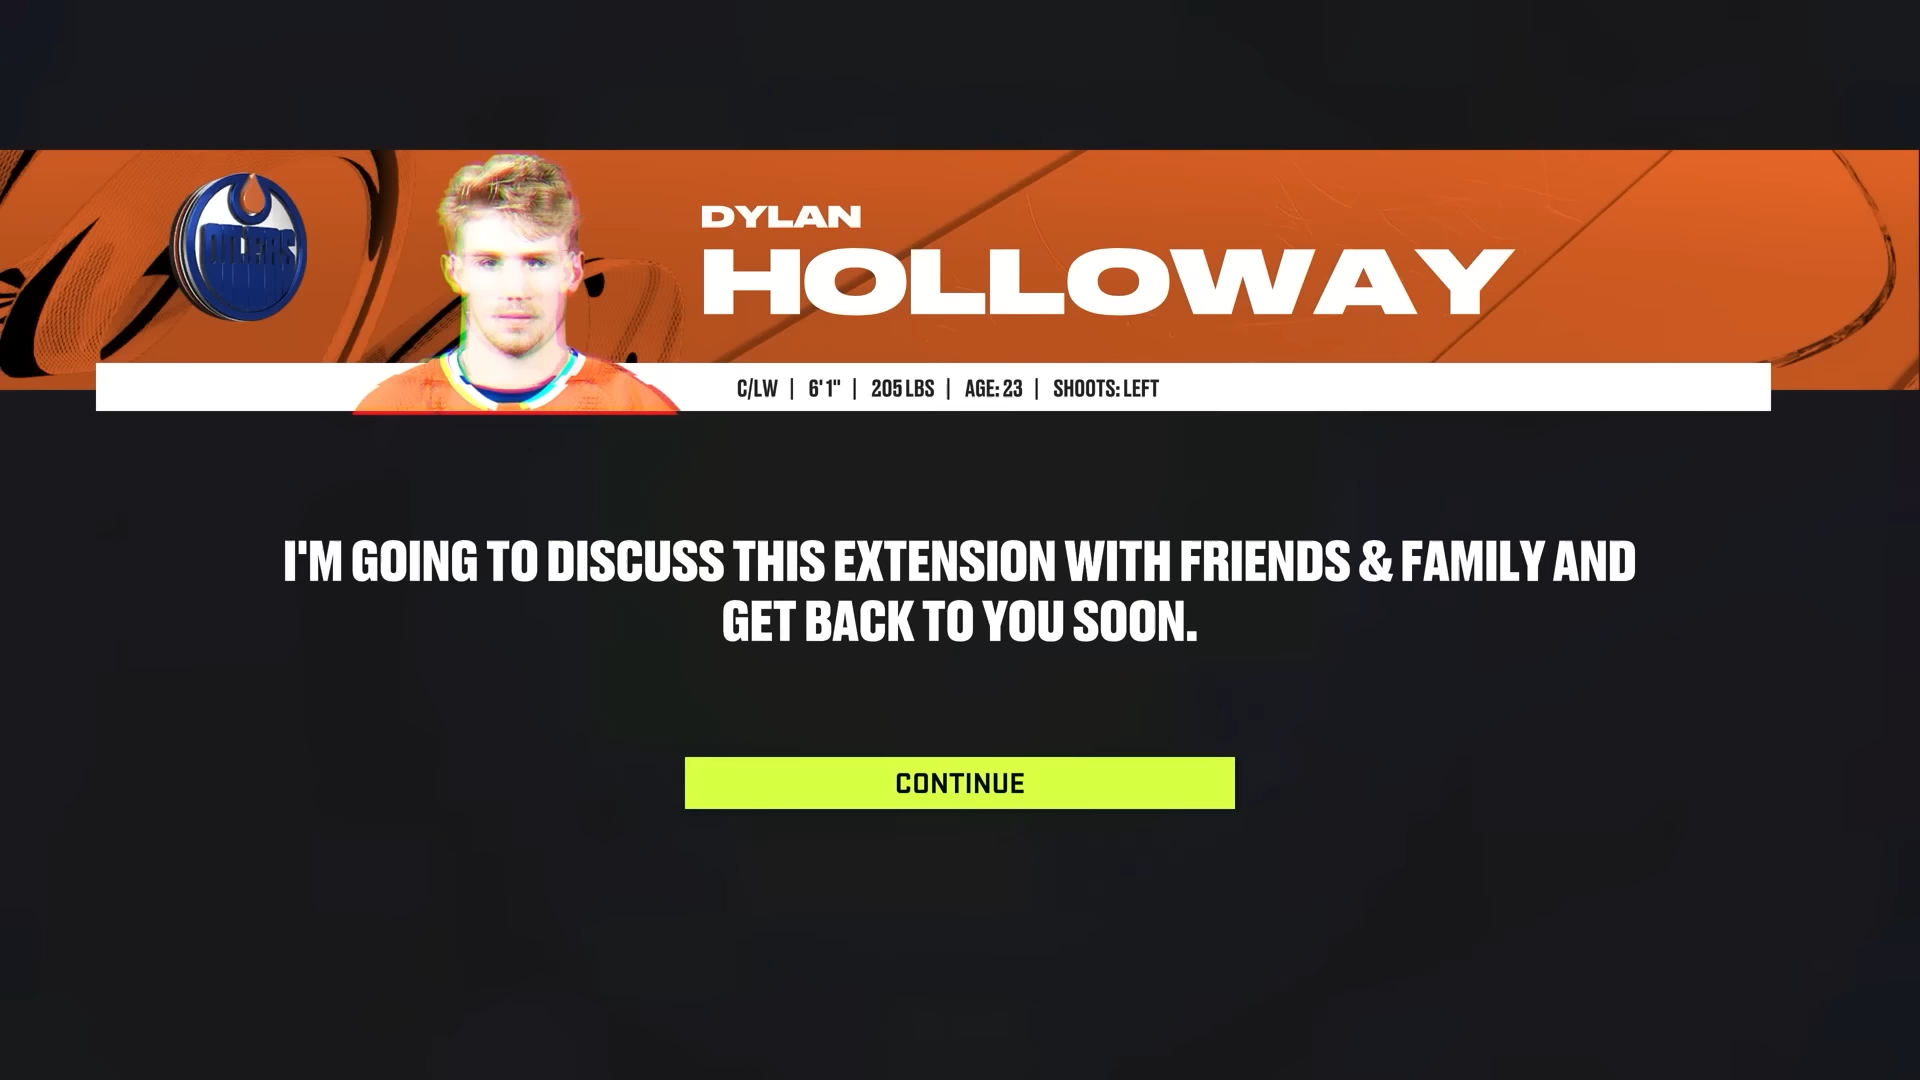 OILERS
DYLAN
HOLLOWAY
C/LW | 6'1" | 205 LBS | AGE: 23 | SHOOTS: LEFT
I'M GOING TO DISCUSS THIS EXTENSION WITH FRIENDS & FAMILY AND
GET BACK TO YOU SOON.
CONTINUE